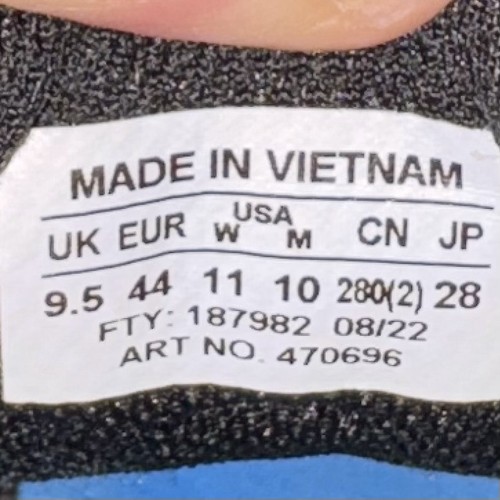 MADE IN VIETNAM
USA
UK EUR W M CN JP
9.5 44 11 10 280(2) 28
FTY: 187982 08/22
ART NO. 470696